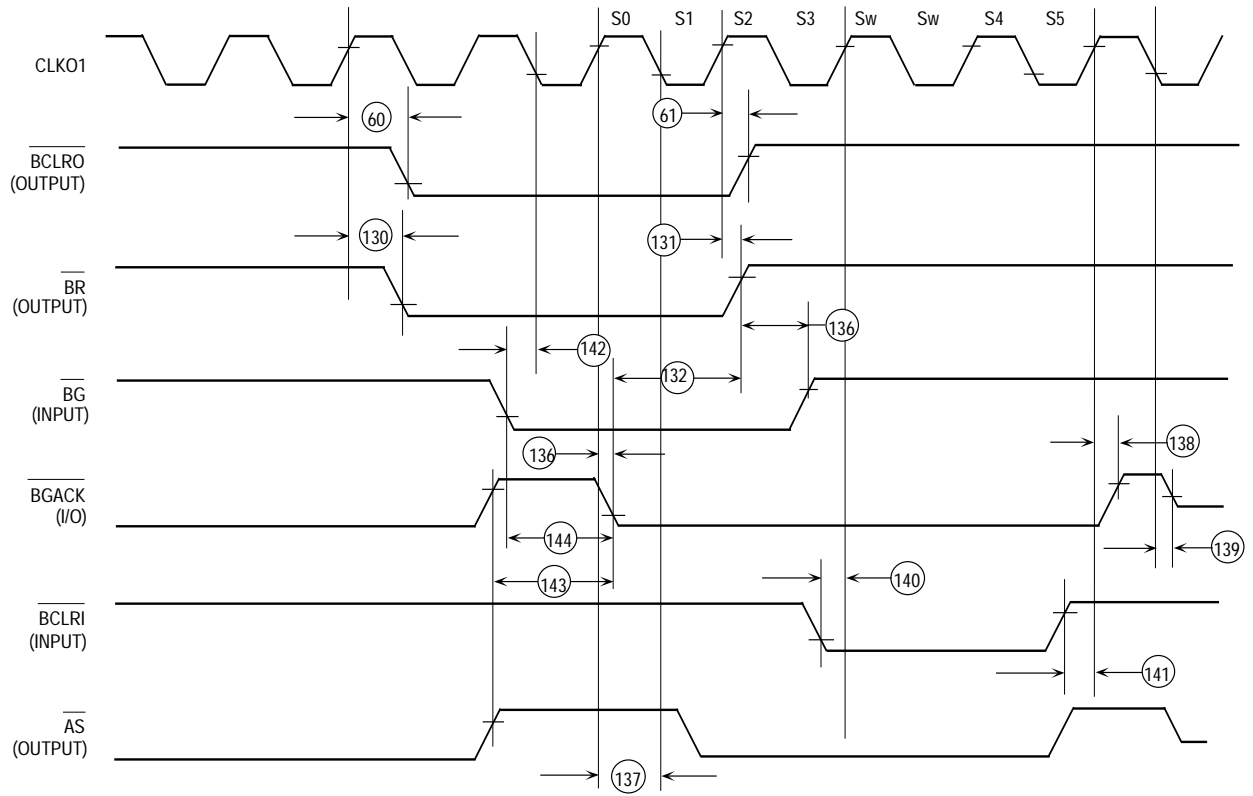 S0 S1 S2 S3 Sw Sw S4 S5
CLKO1
60 61
BCLRO
(OUTPUT)
130 131
BR
(OUTPUT)
136
142
132
BG
(INPUT)
136 138
BGACK
(I/O)
144 139
143 140
BCLRI
(INPUT)
141
AS
(OUTPUT)
137